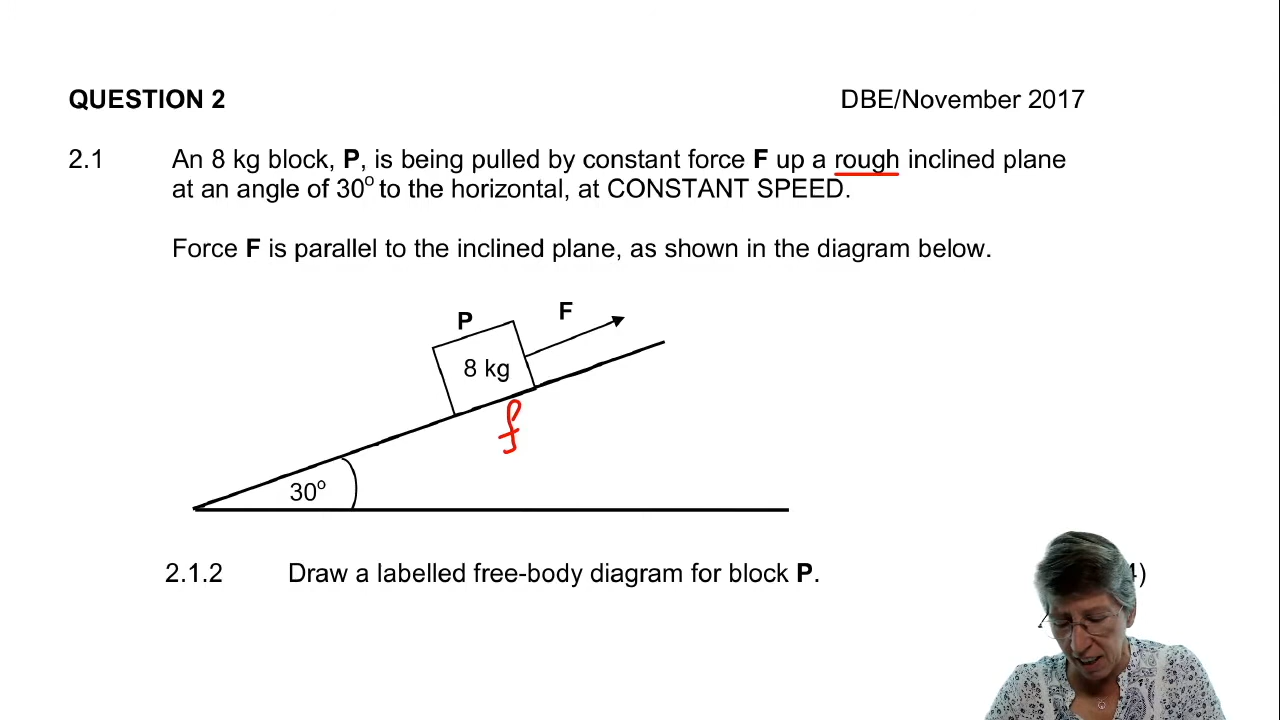 QUESTION 2 DBE/November 2017
2.1 An 8 kg block, P, is being pulled by constant force F up a rough inclined plane
at an angle of 30° to the horizontal, at CONSTANT SPEED.
Force F is parallel to the inclined plane, as shown in the diagram below.
P F
8 kg
f
30°
2.1.2 Draw a labelled free-body diagram for block P.